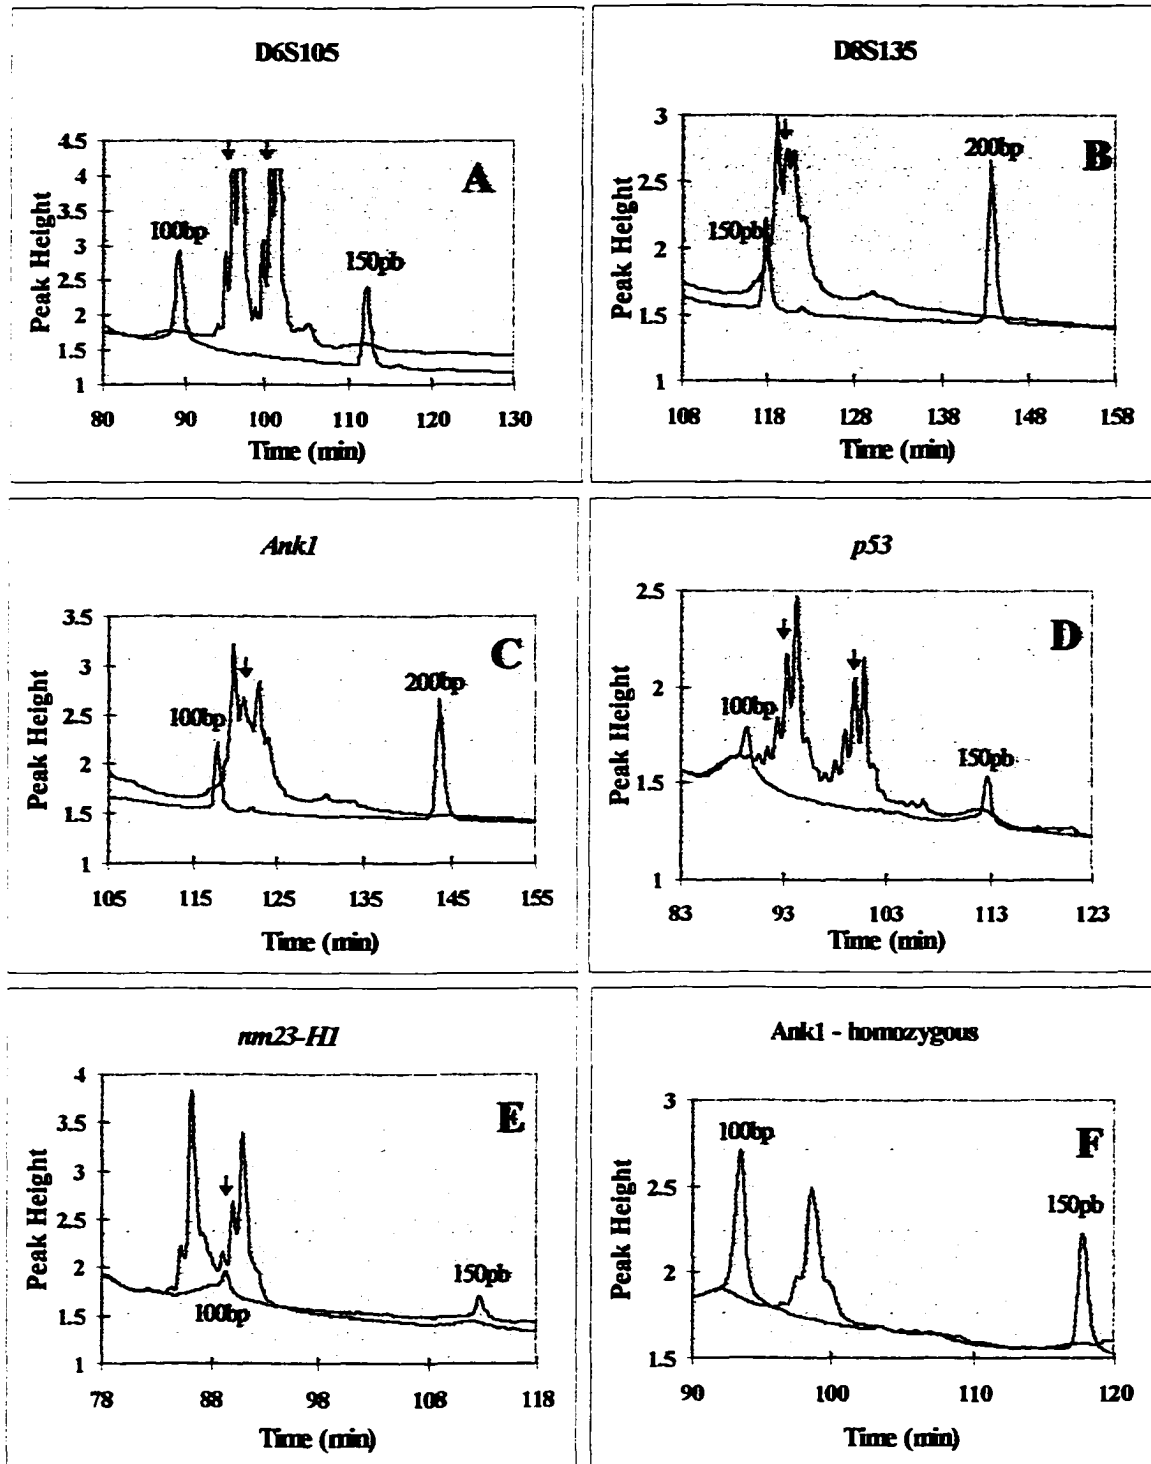 D6S105
A
4.5
4
3.5
3
2.5
2
1.5
1
Peak Height
100bp
150pb
80 90 100 110 120 130
Time (min)
D8S135
B
3
2.5
2
1.5
1
Peak Height
150pb
200bp
108 118 128 138 148 158
Time (min)
Ank1
C
3.5
3
2.5
2
1.5
1
Peak Height
100bp
200bp
105 115 125 135 145 155
Time (min)
p53
D
2.5
2
1.5
1
Peak Height
100bp
150pb
83 93 103 113 123
Time (min)
nm23-H1
E
4
3.5
3
2.5
2
1.5
1
Peak Height
100bp
150pb
78 88 98 108 118
Time (min)
Ank1 - homozygous
F
3
2.5
2
1.5
Peak Height
100bp
150pb
90 100 110 120
Time (min)